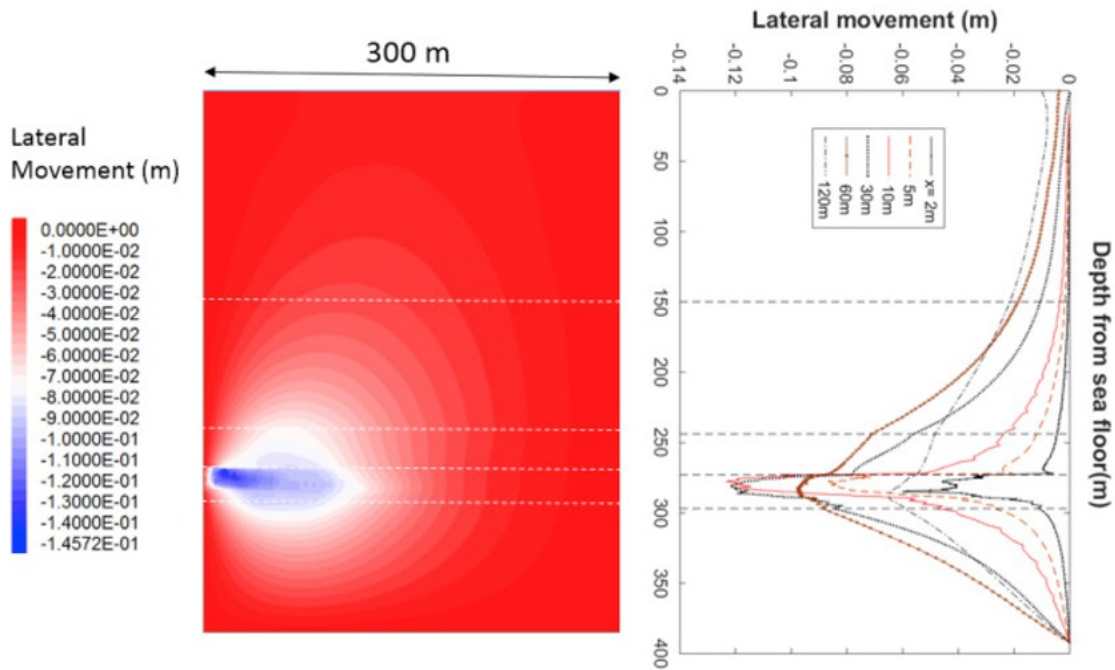 300 m
Lateral
Movement (m)
0.0000E+00
-1.0000E-02
-2.0000E-02
-3.0000E-02
-4.0000E-02
-5.0000E-02
-6.0000E-02
-7.0000E-02
-8.0000E-02
-9.0000E-02
-1.0000E-01
-1.1000E-01
-1.2000E-01
-1.3000E-01
-1.4000E-01
-1.4572E-01
Lateral movement (m)
-0.14
-0.12
-0.1
-0.08
-0.06
-0.04
-0.02
0
0
50
100
150
200
250
300
350
400
Depth from sea floor(m)
x= 2m
5m
10m
30m
60m
120m